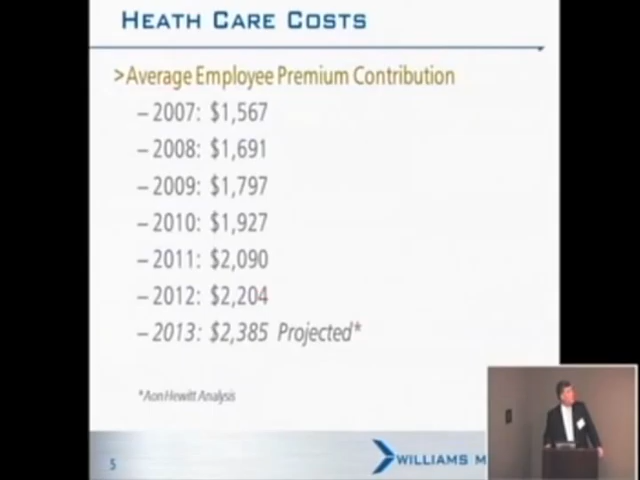 HEATH CARE COSTS
>Average Employee Premium Contribution
– 2007: $1,567
– 2008: $1,691
– 2009: $1,797
– 2010: $1,927
– 2011: $2,090
– 2012: $2,204
– 2013: $2,385 Projected*
*Aon Hewitt Analysis
5
WILLIAMS M